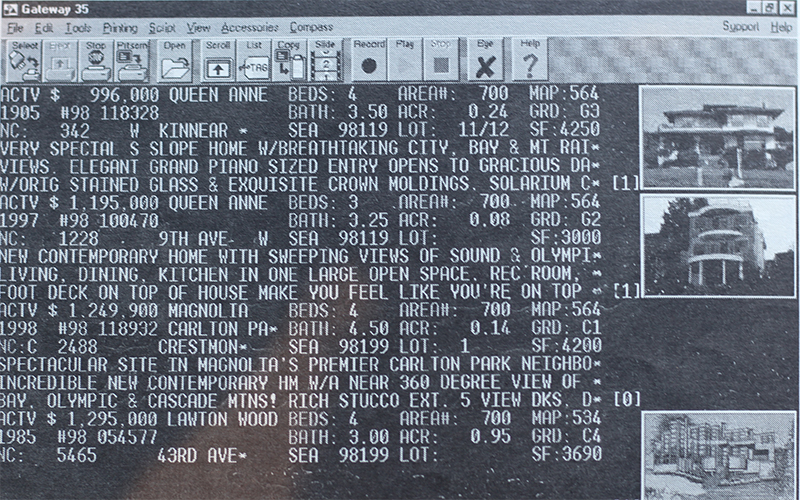 Gateway 35
File Edit Tools Printing Script View Accessories Compass Support Help
Select Error Stop Prtscrn Open Scroll List Copy Slide Record Play Stop Bye Help
TAG 2
ACTV $ 996,000 QUEEN ANNE BEDS: 4 AREA#: 700 MAP:564
1905 #98 118328 BATH: 3.50 ACR: 0.24 GRD: G3
NC: 342 W KINNEAR * SEA 98119 LOT: 11/12 SF:4250
VERY SPECIAL S SLOPE HOME W/BREATHTAKING CITY, BAY & MT RAI*
VIEWS. ELEGANT GRAND PIANO SIZED ENTRY OPENS TO GRACIOUS DA*
W/ORIG STAINED GLASS & EXQUISITE CROWN MOLDINGS. SOLARIUM C* [1]
ACTV $ 1,195,000 QUEEN ANNE BEDS: 3 AREA#: 700 MAP:564
1997 #98 100470 BATH: 3.25 ACR: 0.08 GRD: G2
NC: 1228 9TH AVE W SEA 98119 LOT: SF:3000
NEW CONTEMPORARY HOME WITH SWEEPING VIEWS OF SOUND & OLYMPI*
LIVING, DINING, KITCHEN IN ONE LARGE OPEN SPACE. REC ROOM, *
FOOT DECK ON TOP OF HOUSE MAKE YOU FEEL LIKE YOU'RE ON TOP * [1]
ACTV $ 1,249,900 MAGNOLIA BEDS: 4 AREA#: 700 MAP:564
1998 #98 118932 CARLTON PA* BATH: 4.50 ACR: 0.14 GRD: C1
NC:C 2488 CRESTMON* SEA 98199 LOT: 1 SF:4200
SPECTACULAR SITE IN MAGNOLIA'S PREMIER CARLTON PARK NEIGHBO*
INCREDIBLE NEW CONTEMPORARY HM W/A NEAR 360 DEGREE VIEW OF *
BAY, OLYMPIC & CASCADE MTNS! RICH STUCCO EXT. 5 VIEW DKS. D* [0]
ACTV $ 1,295,000 LAWTON WOOD BEDS: 4 AREA#: 700 MAP:534
1985 #98 054577 BATH: 3.00 ACR: 0.95 GRD: C4
NC: 5465 43RD AVE* SEA 98199 LOT: SF:3690